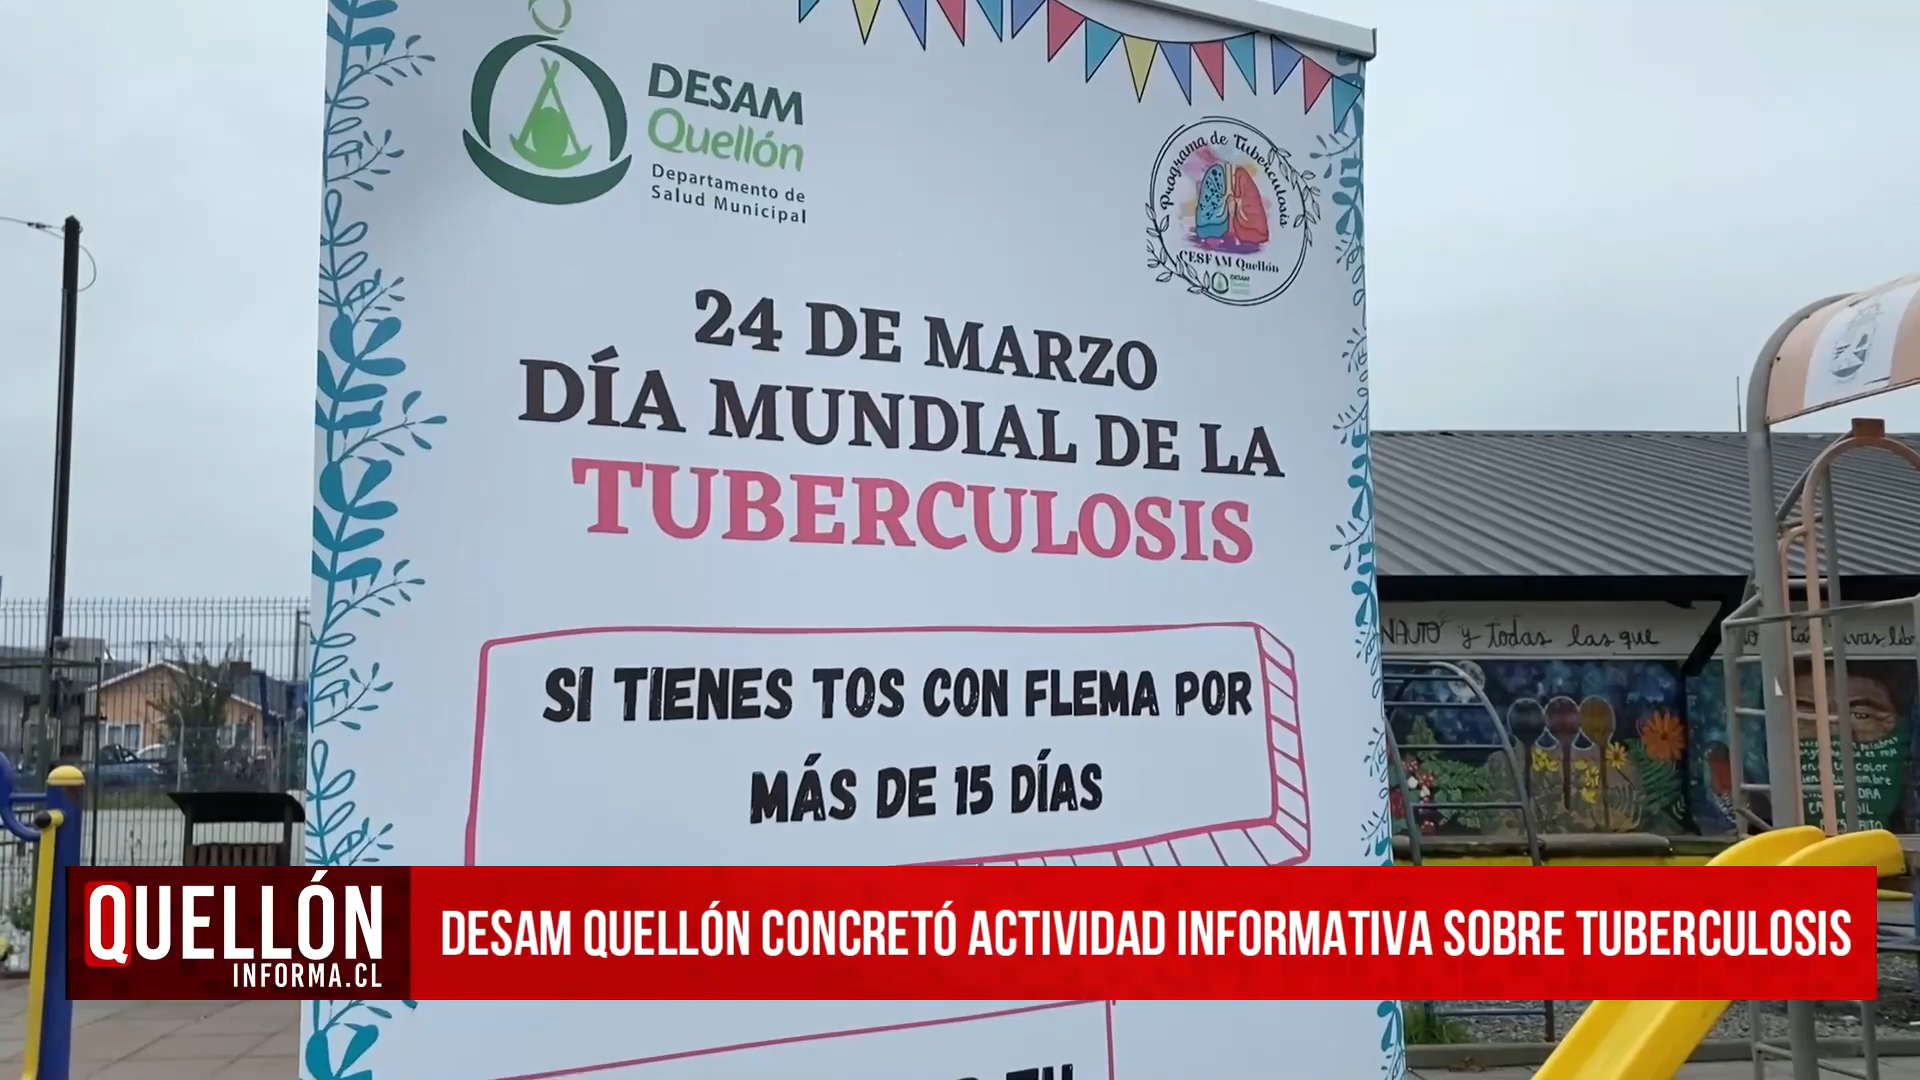 DESAM
Quellón
Departamento de
Salud Municipal
Programa de Tuberculosis
CESFAM Quellón
DESAM
24 DE MARZO
DÍA MUNDIAL DE LA
TUBERCULOSIS
SI TIENES TOS CON FLEMA POR
MÁS DE 15 DÍAS
NAUTO y todas las que
QUELLÓN
INFORMA.CL
DESAM QUELLÓN CONCRETÓ ACTIVIDAD INFORMATIVA SOBRE TUBERCULOSIS